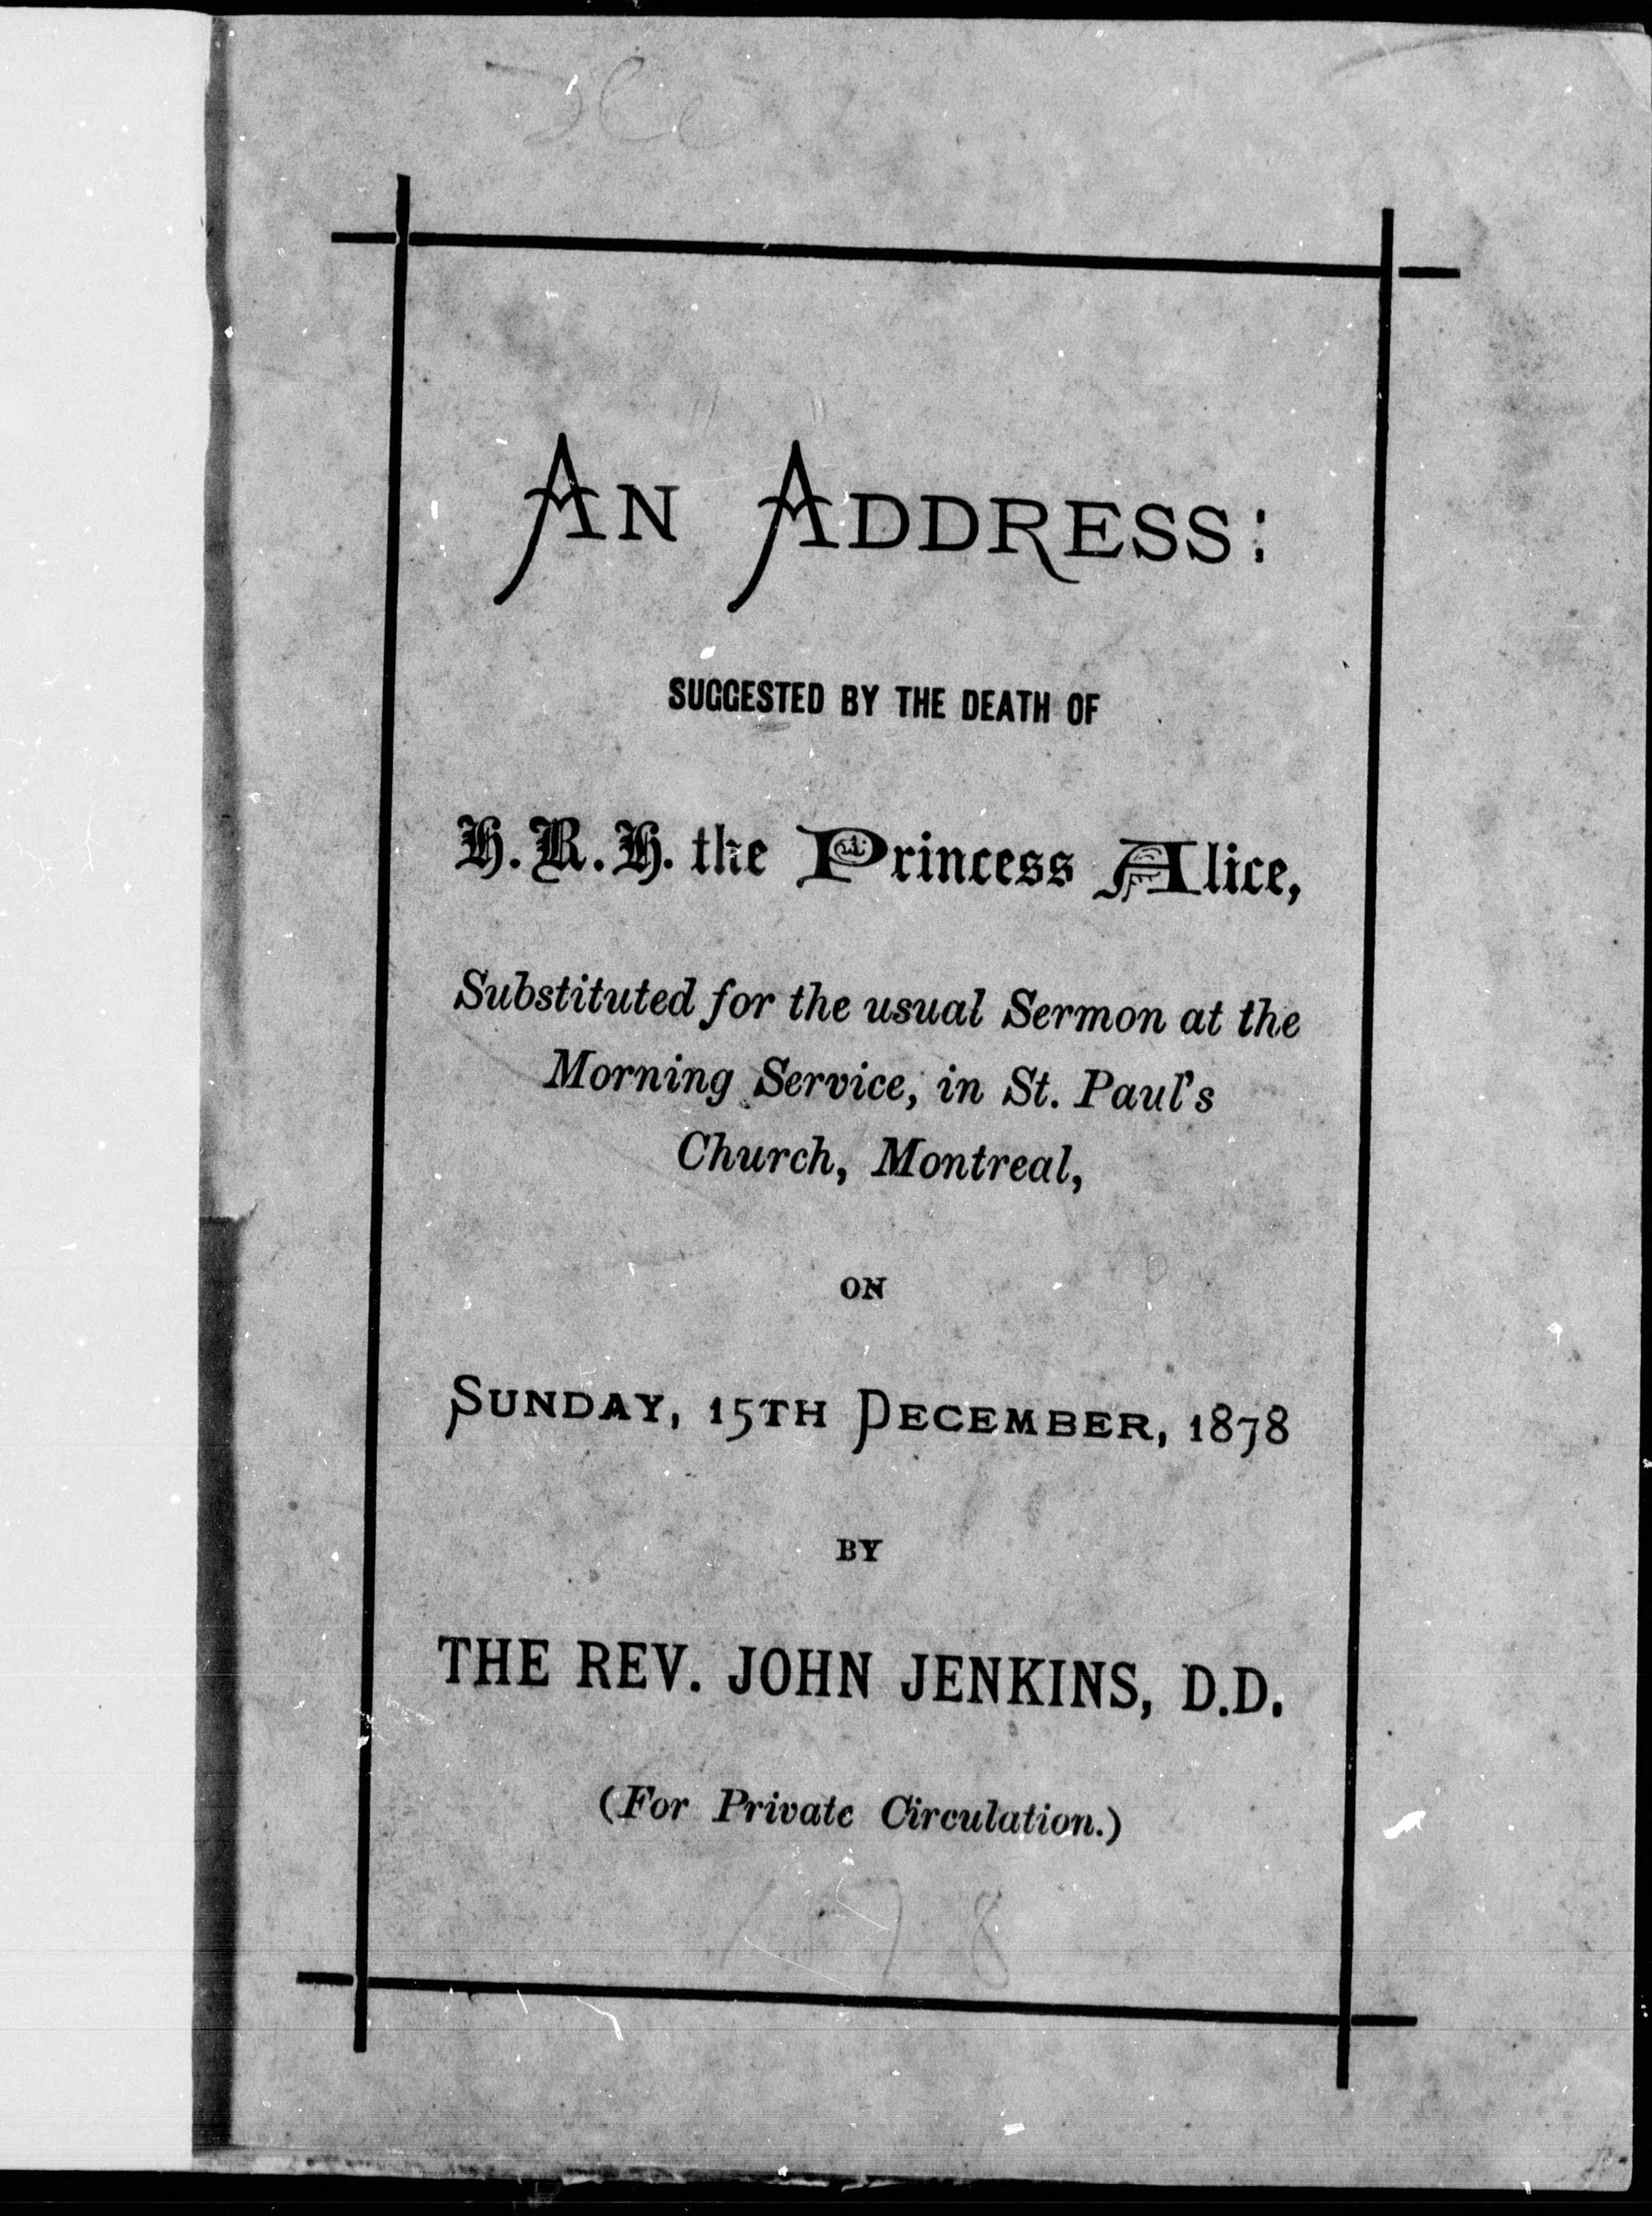 AN ADDRESS:
SUGGESTED BY THE DEATH OF
H.R.H. the Princess Alice,
Substituted for the usual Sermon at the
Morning Service, in St. Paul's
Church, Montreal,
ON
SUNDAY, 15TH DECEMBER, 1878
BY
THE REV. JOHN JENKINS, D.D.
(For Private Circulation.)